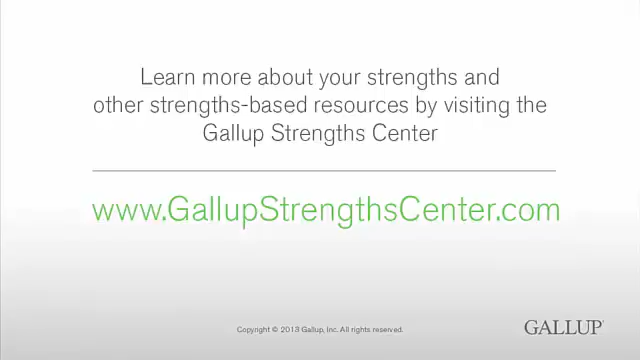 Learn more about your strengths and
other strengths-based resources by visiting the
Gallup Strengths Center
www.GallupStrengthsCenter.com
Copyright © 2013 Gallup, Inc. All rights reserved.
GALLUP®